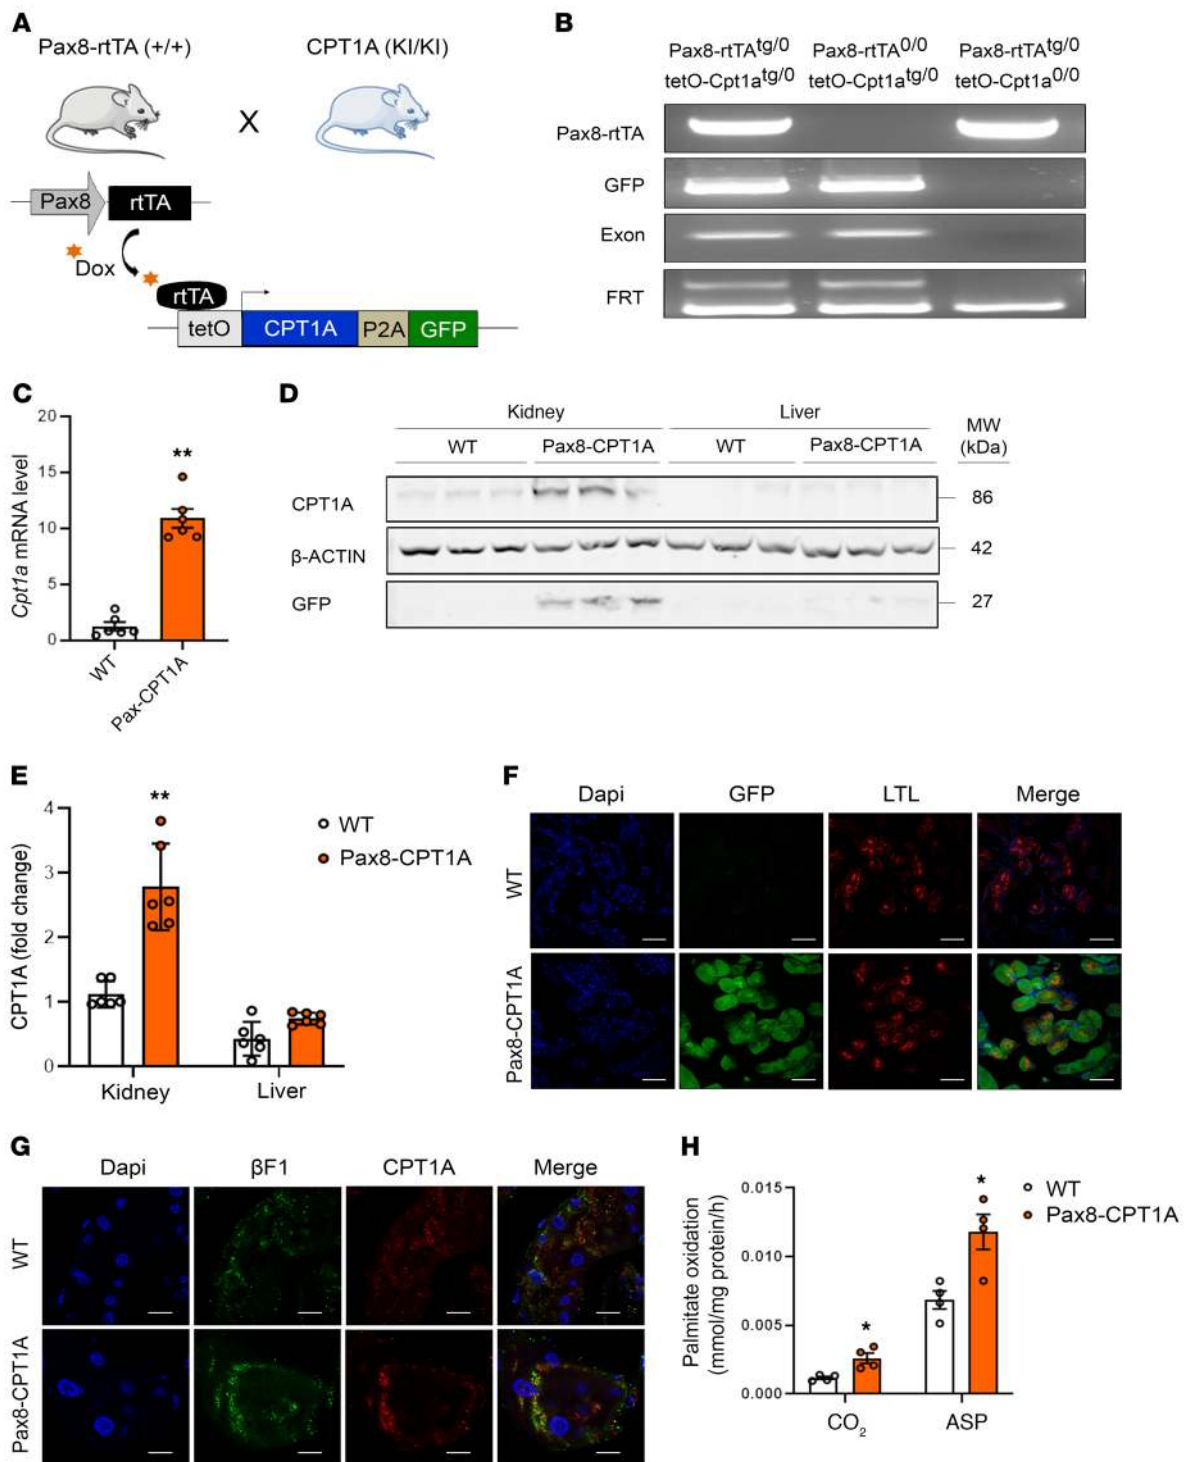 A
Pax8-rtTA (+/+)
CPT1A (KI/KI)
X
Pax8
rtTA
Dox
rtTA
tetO
CPT1A
P2A
GFP
B
Pax8-rtTAtg/0 Pax8-rtTA0/0 Pax8-rtTAtg/0
tetO-Cpt1atg/0 tetO-Cpt1atg/0 tetO-Cpt1a0/0
Pax8-rtTA
GFP
Exon
FRT
C
Cpt1a mRNA level
20
15
10
5
0
**
WT
Pax-CPT1A
D
Kidney Liver
WT Pax8-CPT1A WT Pax8-CPT1A
MW
(kDa)
CPT1A 86
β-ACTIN 42
GFP 27
E
CPT1A (fold change)
4
3
2
1
0
**
WT
Pax8-CPT1A
Kidney Liver
F
Dapi GFP LTL Merge
WT
Pax8-CPT1A
G
Dapi βF1 CPT1A Merge
WT
Pax8-CPT1A
H
Palmitate oxidation
(mmol/mg protein/h)
0.015
0.010
0.005
0.000
*
*
WT
Pax8-CPT1A
CO2 ASP